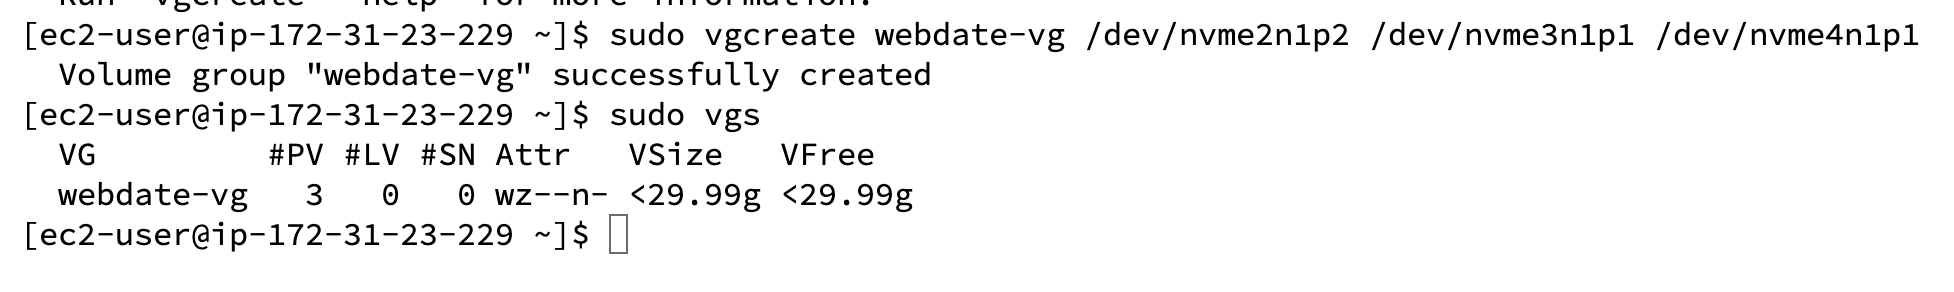 [ec2-user@ip-172-31-23-229 ~]$ sudo vgcreate webdate-vg /dev/nvme2n1p2 /dev/nvme3n1p1 /dev/nvme4n1p1
Volume group "webdate-vg" successfully created
[ec2-user@ip-172-31-23-229 ~]$ sudo vgs
VG #PV #LV #SN Attr VSize VFree
webdate-vg 3 0 0 wz--n- <29.99g <29.99g
[ec2-user@ip-172-31-23-229 ~]$